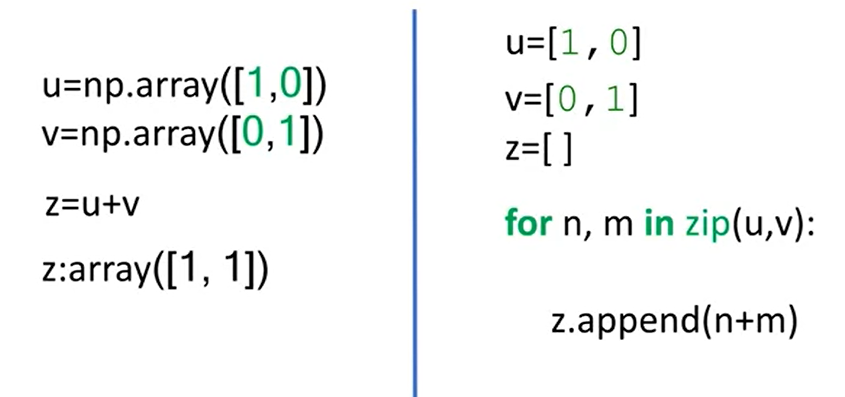 u=np.array([1,0])
v=np.array([0,1])
z=u+v
z:array([1, 1])
u=[1,0]
v=[0,1]
z=[ ]
for n, m in zip(u,v):
z.append(n+m)